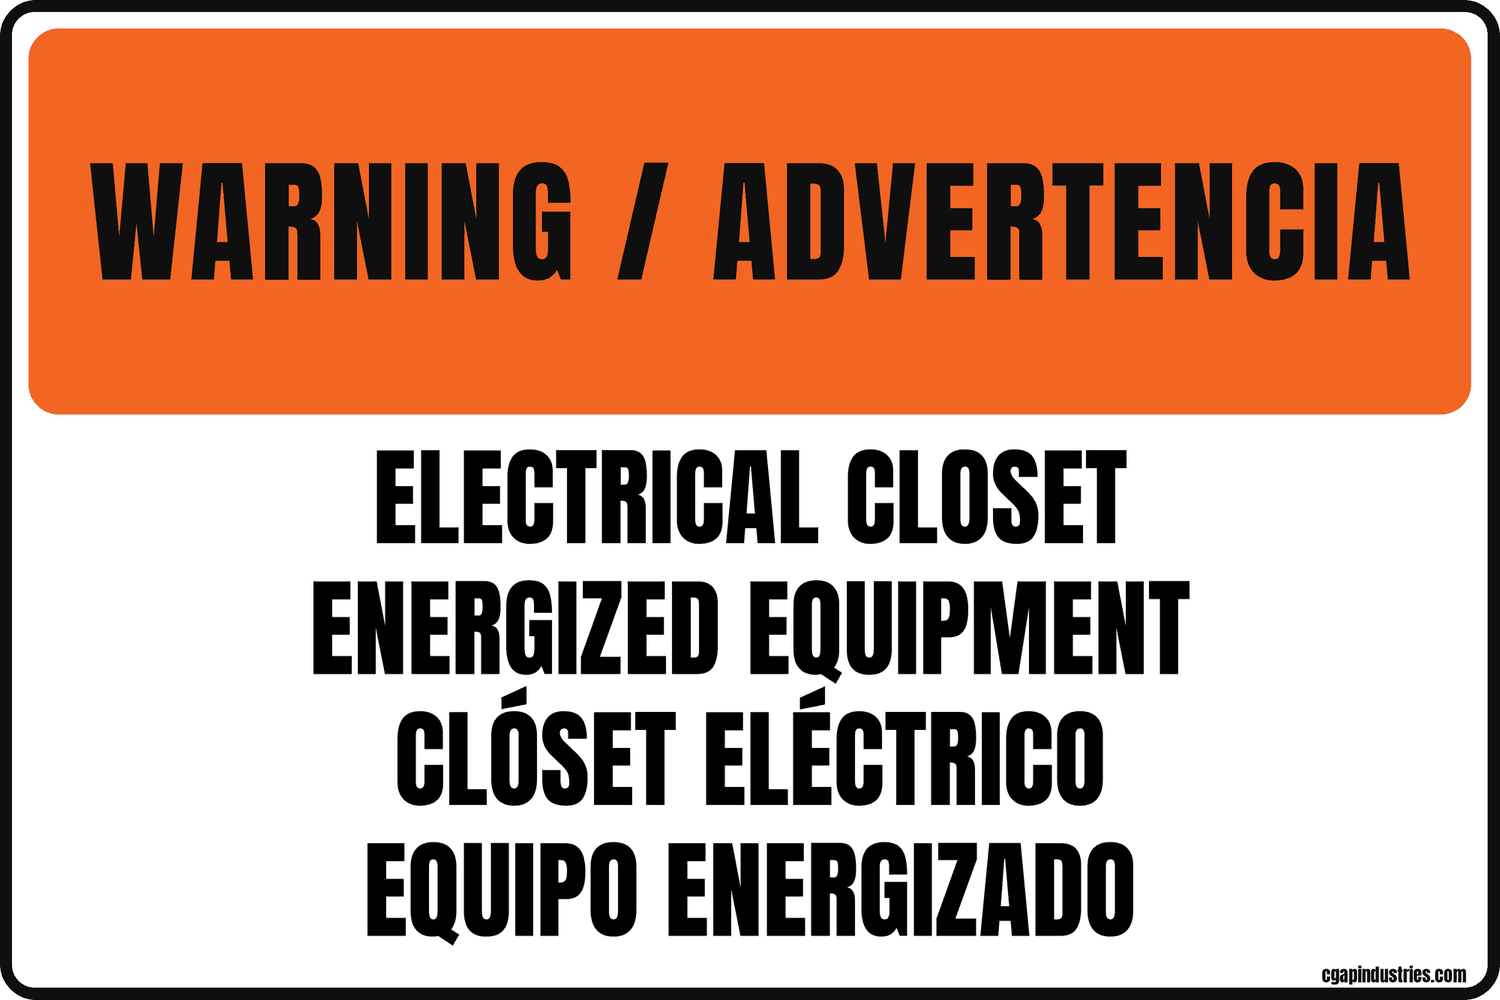 WARNING / ADVERTENCIA
ELECTRICAL CLOSET
ENERGIZED EQUIPMENT
CLÓSET ELÉCTRICO
EQUIPO ENERGIZADO
cgapindustries.com